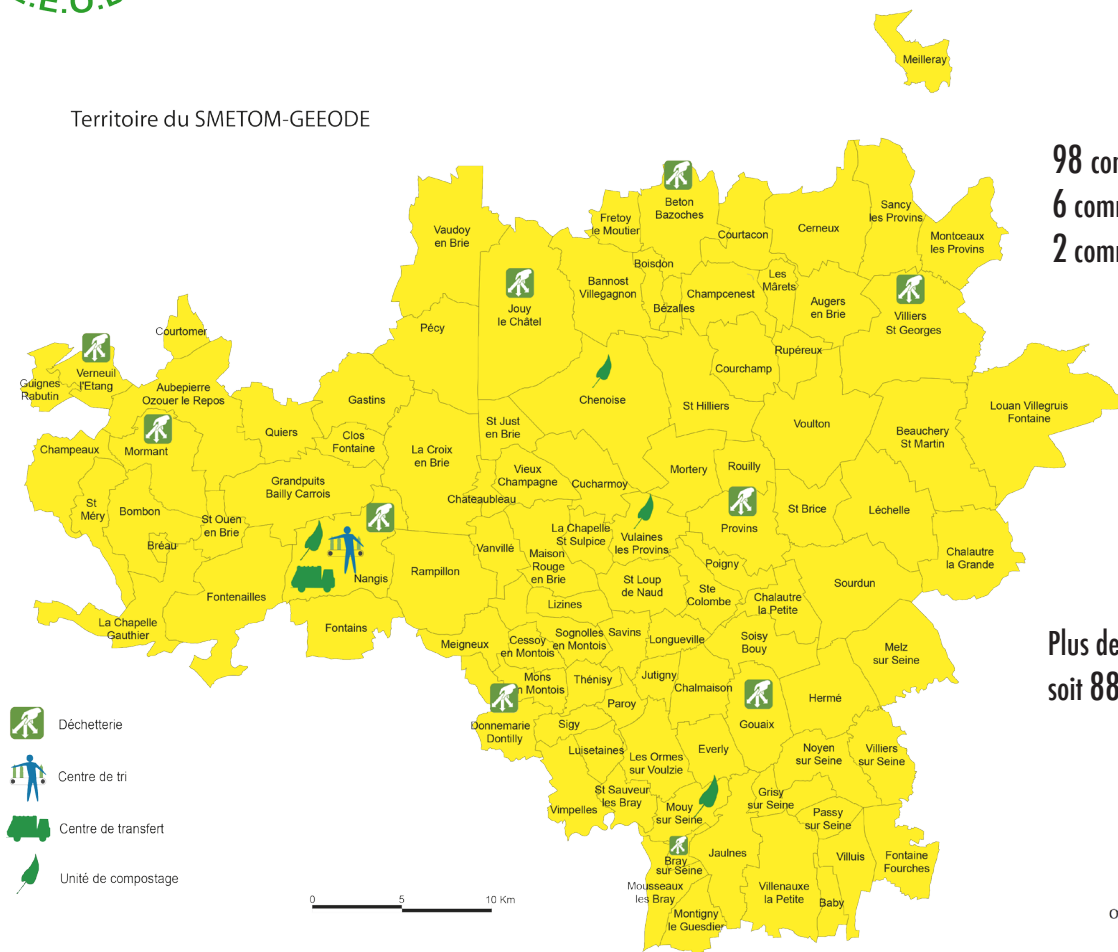 .E.O.D
Territoire du SMETOM-GEEODE
Meilleray
98 com
6 comm
2 comm
Vaudoy
en Brie
Fretoy
le Moutier
Beton
Bazoches
Courtacon
Cerneux
Sancy
les Provins
Montceaux
les Provins
Boisdon
Bannost
Villegagnon
Bézalles
Champcenest
Les
Mârets
Augers
en Brie
Villiers
St Georges
Jouy
le Châtel
Pécy
Courtomer
Rupéreux
Courchamp
Verneuil
l'Etang
Guignes
Rabutin
Aubepierre
Ozouer le Repos
Gastins
Chenoise
St Hilliers
Louan Villegruis
Fontaine
Voulton
Beauchery
St Martin
Quiers
Clos
Fontaine
St Just
en Brie
La Croix
en Brie
Champeaux
Mormant
Vieux
Champagne
Cucharmoy
Mortery
Rouilly
Grandpuits
Bailly Carrois
Chateaubleau
St
Méry
Bombon
St Ouen
en Brie
Bréau
La Chapelle
St Sulpice
Vulaines
les Provins
Provins
St Brice
Léchelle
Vanvillé
Maison
Rouge
en Brie
Chalautre
la Grande
Nangis
Rampillon
Poigny
St Loup
de Naud
Ste
Colombe
Chalautre
la Petite
Sourdun
Fontenailles
Lizines
La Chapelle
Gauthier
Fontains
Meigneux
Cessoy
en Montois
Sognolles
en Montois
Savins
Longueville
Soisy
Bouy
Melz
sur Seine
Plus de
soit 88
Mons
en Montois
Thénisy
Jutigny
Chalmaison
Hermé
Paroy
Donnemarie
Dontilly
Sigy
Gouaix
Luisetaines
Les Ormes
sur Voulzie
Everly
Noyen
sur Seine
Villiers
sur Seine
St Sauveur
les Bray
Vimpelles
Mouy
sur Seine
Grisy
sur Seine
Passy
sur Seine
Bray
sur Seine
Jaulnes
Villuis
Fontaine
Fourches
Mousseaux
les Bray
Villenauxe
la Petite
Baby
Montigny
le Guesdier
Déchetterie
Centre de tri
Centre de transfert
Unité de compostage
0 5 10 Km
o